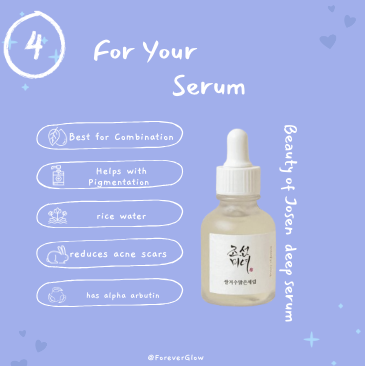 4
For Your
Serum
Best for Combination
Helps with
Pigmentation
rice water
reduces acne scars
has alpha arbutin
Beauty of Josen deep serum
조선
미녀
@ForeverGlow